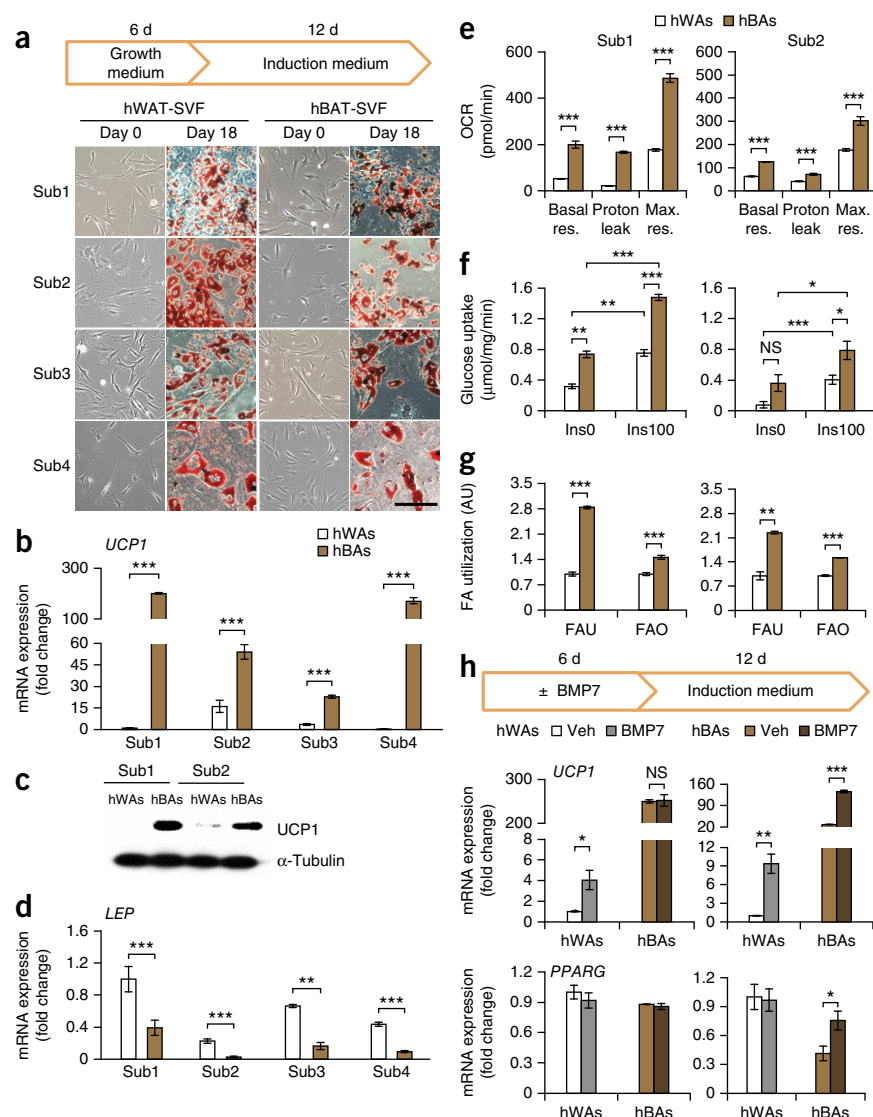 a
6 d 12 d
Growth medium Induction medium
hWAT-SVF hBAT-SVF
Day 0 Day 18 Day 0 Day 18
Sub1
Sub2
Sub3
Sub4
b
UCP1
hWAs
hBAs
mRNA expression
(fold change)
300
200
100
60
45
30
15
0
*** *** *** ***
Sub1 Sub2 Sub3 Sub4
c
Sub1 Sub2
hWAs hBAs hWAs hBAs
UCP1
α-Tubulin
d
LEP
mRNA expression
(fold change)
1.2
0.8
0.4
0
*** *** ** ***
Sub1 Sub2 Sub3 Sub4
e
hWAs hBAs
Sub1 Sub2
OCR
(pmol/min)
600
400
200
0
*** *** ***
Basal res. Proton leak Max. res.
600
400
300
200
100
0
*** *** ***
Basal res. Proton leak Max. res.
f
Glucose uptake
(µmol/mg/min)
1.6
1.2
0.8
0.4
0
*** ** ** ***
Ins0 Ins100
1.6
1.2
0.8
0.4
0
* *** NS *
Ins0 Ins100
g
FA utilization (AU)
3.5
2.8
2.1
1.4
0.7
0
*** ***
FAU FAO
3.5
2.8
2.1
1.4
0.7
0
** ***
FAU FAO
h
6 d 12 d
± BMP7 Induction medium
hWAs Veh BMP7 hBAs Veh BMP7
UCP1
mRNA expression
(fold change)
300
250
200
8
6
4
2
0
* NS
hWAs hBAs
160
90
20
12
9
6
3
0
** ***
hWAs hBAs
PPARG
mRNA expression
(fold change)
1.2
0.9
0.6
0.3
0
hWAs hBAs
1.2
0.9
0.6
0.3
0
*
hWAs hBAs